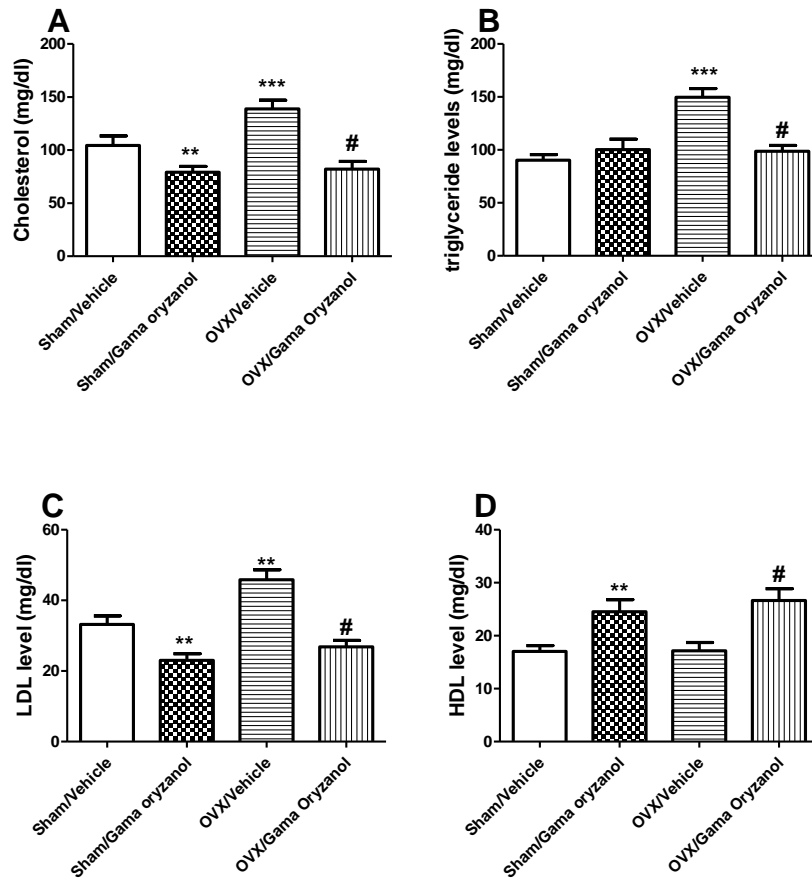 A
Cholesterol (mg/dl)
200
150
100
50
0
**
***
#
Sham/Vehicle
Sham/Gama oryzanol
OVX/Vehicle
OVX/Gama Oryzanol
B
triglyceride levels (mg/dl)
200
150
100
50
0
***
#
Sham/Vehicle
Sham/Gama oryzanol
OVX/Vehicle
OVX/Gama Oryzanol
C
LDL level (mg/dl)
60
40
20
0
**
**
#
Sham/Vehicle
Sham/Gama oryzanol
OVX/Vehicle
OVX/Gama Oryzanol
D
HDL level (mg/dl)
40
30
20
10
0
**
#
Sham/Vehicle
Sham/Gama oryzanol
OVX/Vehicle
OVX/Gama Oryzanol